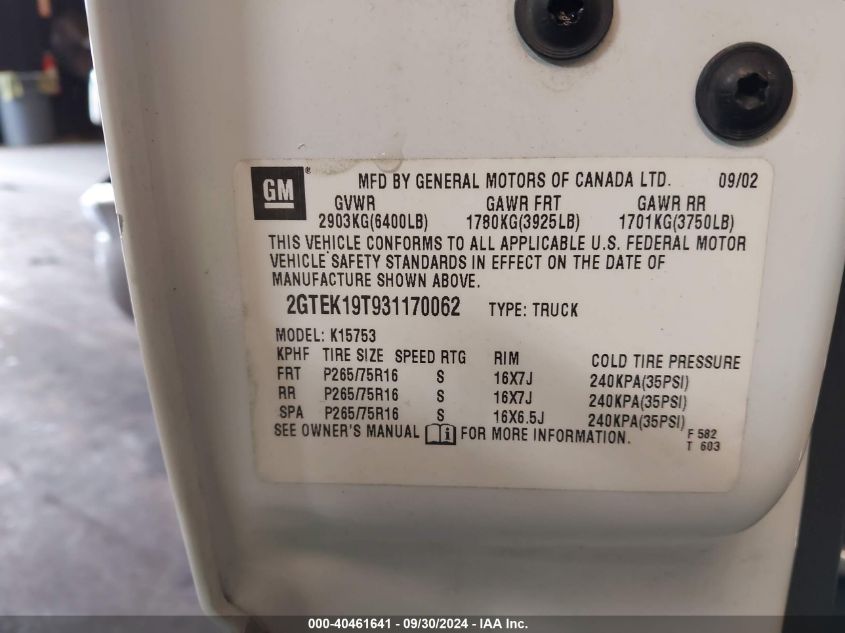 GM ® MFD BY GENERAL MOTORS OF CANADA LTD. 09/02
GVWR GAWR FRT GAWR RR
2903KG(6400LB) 1780KG(3925LB) 1701KG(3750LB)
THIS VEHICLE CONFORMS TO ALL APPLICABLE U.S. FEDERAL MOTOR
VEHICLE SAFETY STANDARDS IN EFFECT ON THE DATE OF
MANUFACTURE SHOWN ABOVE.
2GTEK19T931170062 TYPE: TRUCK
MODEL: K15753
KPHF TIRE SIZE SPEED RTG RIM COLD TIRE PRESSURE
FRT P265/75R16 S 16X7J 240KPA(35PSI)
RR P265/75R16 S 16X7J 240KPA(35PSI)
SPA P265/75R16 S 16X6.5J 240KPA(35PSI)
SEE OWNER'S MANUAL i FOR MORE INFORMATION. F 582
T 603
000-40461641 / 09/30/2024 - IAA Inc.